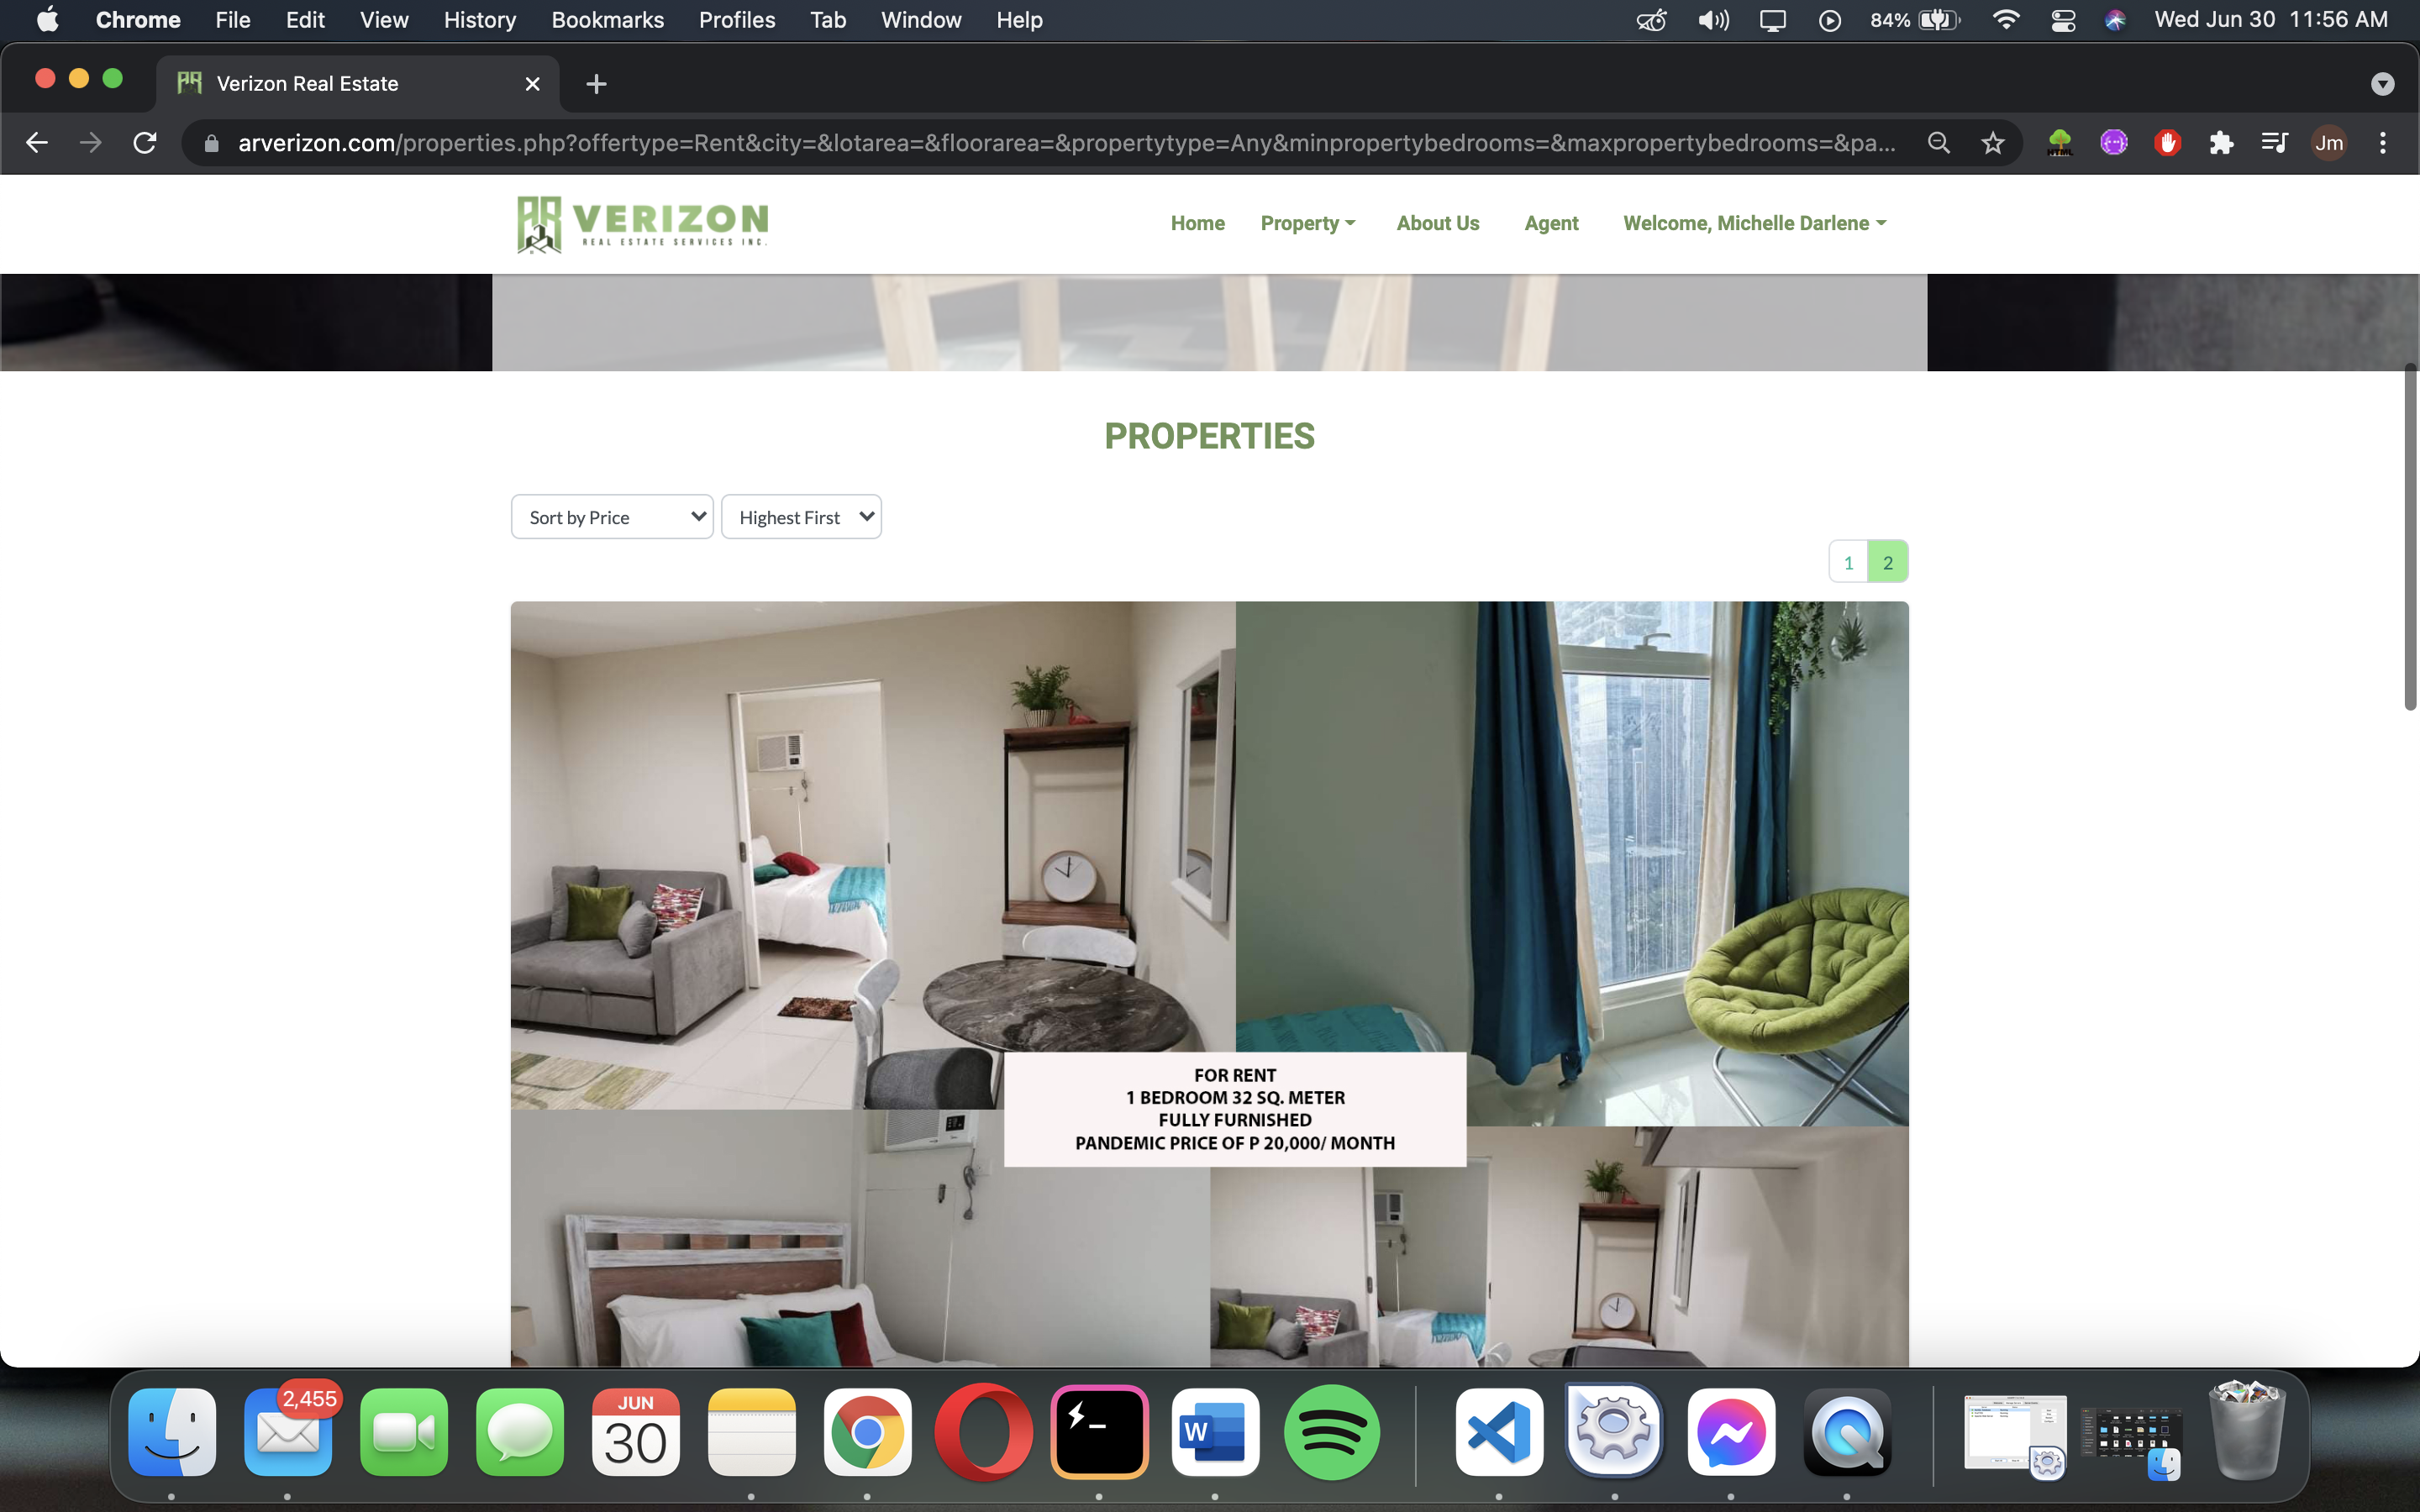 Chrome File Edit View History Bookmarks Profiles Tab Window Help 84% Wed Jun 30 11:56 AM
Verizon Real Estate
arverizon.com/properties.php?offertype=Rent&city=&lotarea=&floorarea=&propertytype=Any&minpropertybedrooms=&maxpropertybedrooms=&pa...
HTML
Jm
VERIZON
REAL ESTATE SERVICES INC.
Home Property About Us Agent Welcome, Michelle Darlene
PROPERTIES
Sort by Price Highest First
1 2
FOR RENT
1 BEDROOM 32 SQ. METER
FULLY FURNISHED
PANDEMIC PRICE OF P 20,000/ MONTH
2,455
JUN
30
W